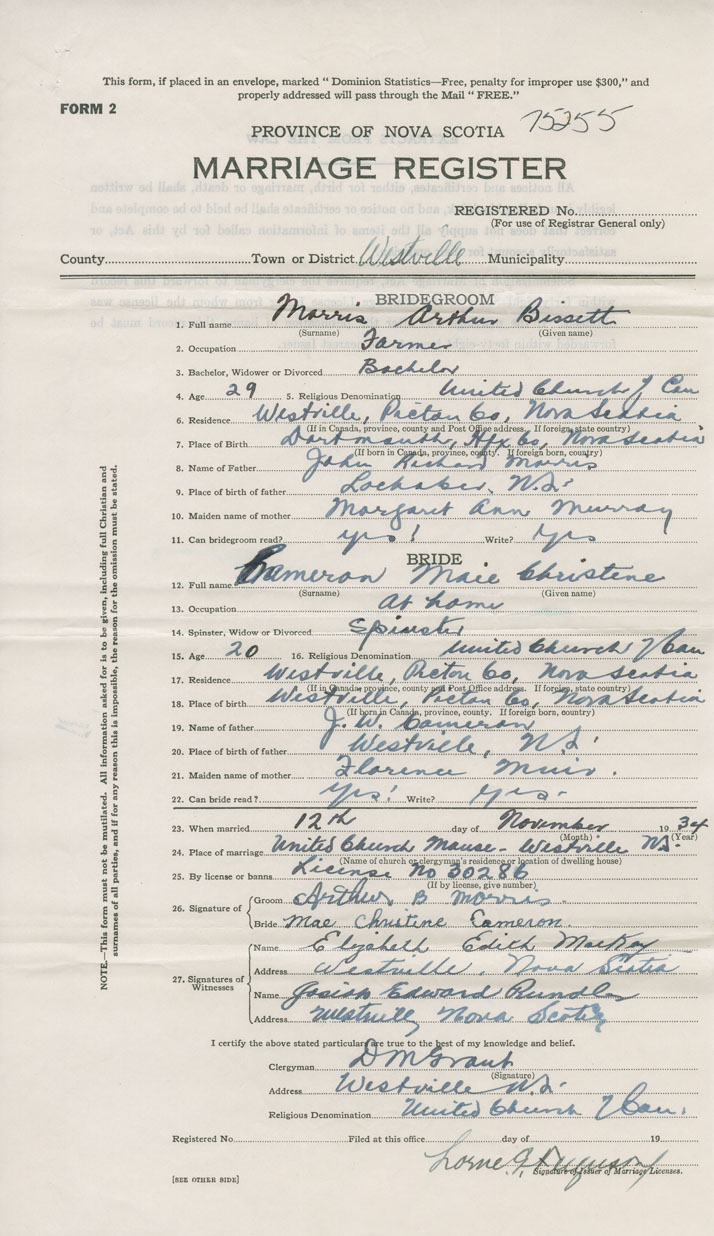 This form, if placed in an envelope, marked "Dominion Statistics—Free, penalty for improper use $300," and
properly addressed will pass through the Mail "FREE."
FORM 2
75255
PROVINCE OF NOVA SCOTIA
MARRIAGE REGISTER
REGISTERED No.
(For use of Registrar General only)
County Town or District Westville Municipality
BRIDEGROOM
1. Full name Morris Arthur Bissett
(Surname) (Given name)
2. Occupation Farmer
3. Bachelor, Widower or Divorced Bachelor
4. Age 29 5. Religious Denomination United Church of Can
6. Residence Westville, Pictou Co, Nova Scotia
(If in Canada, province, county and Post Office address. If foreign, state country)
7. Place of Birth Dartmouth, Hfx Co, Nova Scotia
(If born in Canada, province, county. If foreign born, country)
8. Name of Father John Richard Morris
9. Place of birth of father Lochaber, N.S.
10. Maiden name of mother Margaret Ann Murray
11. Can bridegroom read? yes! Write? Yes
BRIDE
12. Full name Cameron Maie Christene
(Surname) (Given name)
13. Occupation at home
14. Spinster, Widow or Divorced Spinster
15. Age 20 16. Religious Denomination United Church of Can
17. Residence Westville, Pictou Co, Nova Scotia
(If in Canada, province, county and Post Office address. If foreign, state country)
18. Place of birth Westville, Pictou Co, Nova Scotia
(If born in Canada, province, county. If foreign born, country)
19. Name of father J. W. Cameron
20. Place of birth of father Westville, N.S.
21. Maiden name of mother Florence Muir.
22. Can bride read? Yes! Write? Yes-
23. When married 12th day of November 1934
(Month) (Year)
24. Place of marriage United Church Manse - Westville N.S.
(Name of church or clergyman's residence or location of dwelling house)
25. By license or banns License No 30286
(If by license, give number)
26. Signature of Groom Arthur B Morris
Bride Mae Christine Cameron
27. Signatures of Witnesses
Name Elizabeth Edith MacKay
Address Westville, Nova Scotia
Name Josiah Edward Rundle
Address Westville, Nova Scotia
I certify the above stated particulars are true to the best of my knowledge and belief.
Clergyman D M Grant
(Signature)
Address Westville N.S.
Religious Denomination United Church of Can.
Registered No. Filed at this office day of 19
Lorne G. Ferguson
Signature of Issuer of Marriage Licenses.
[SEE OTHER SIDE]
NOTE.—This form must not be mutilated. All information asked for is to be given, including full Christian and
surnames of all parties, and if for any reason this is impossible, the reason for the omission must be stated.